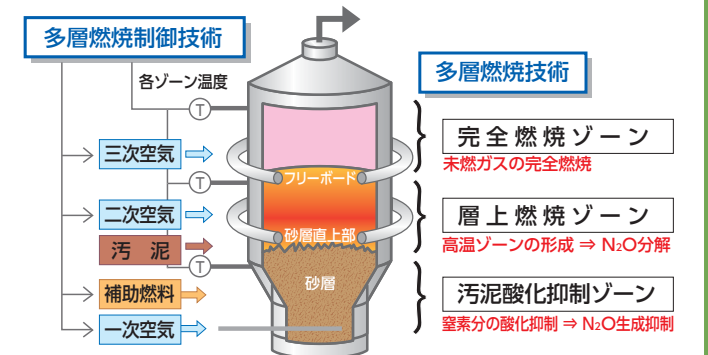 多層燃焼制御技術
各ゾーン温度
T
三次空気
T
二次空気
汚 泥
T
補助燃料
一次空気
フリーボード
砂層直上部
砂層
多層燃焼技術
完全燃焼ゾーン
未燃ガスの完全燃焼
層上燃焼ゾーン
高温ゾーンの形成 ⇒ N₂O分解
汚泥酸化抑制ゾーン
窒素分の酸化抑制 ⇒ N₂O生成抑制